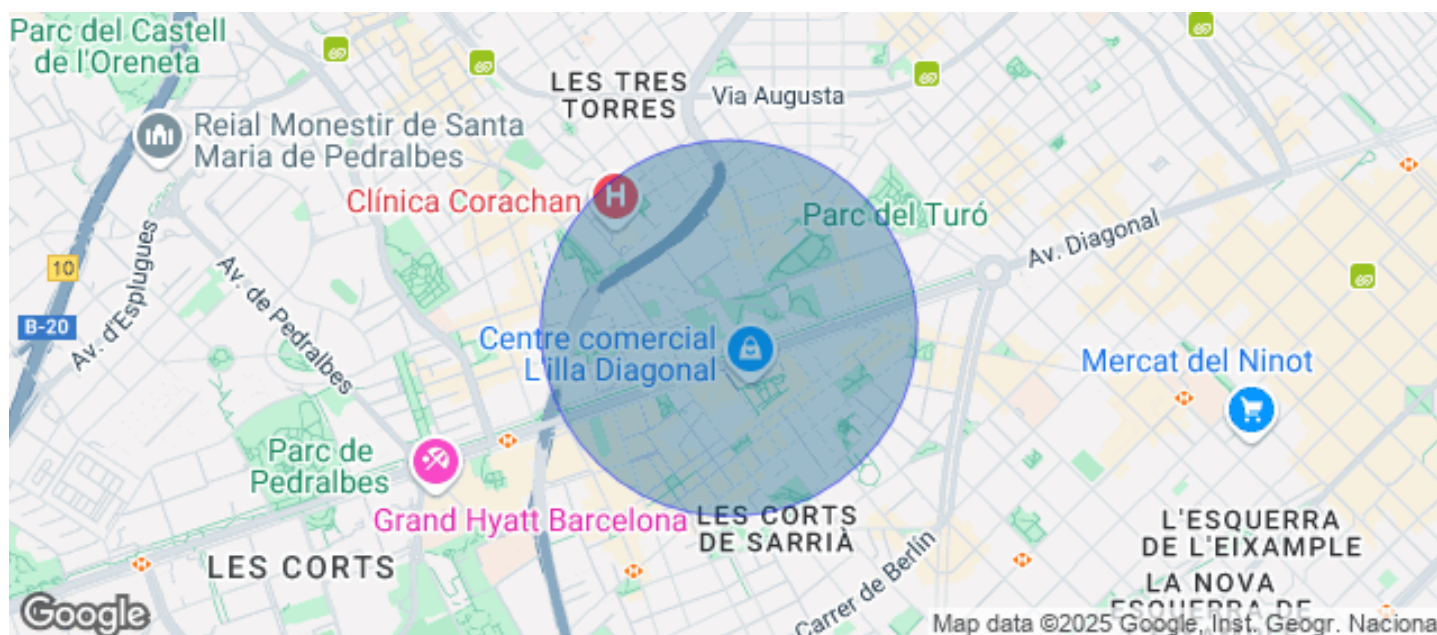 Parc del Castell
de l'Oreneta
LES TRES
TORRES
Via Augusta
Reial Monestir de Santa
Maria de Pedralbes
Clínica Corachan
H
Parc del Turó
Av. Diagonal
10
B-20
Av. d'Esplugues
Av. de Pedralbes
Centre comercial
L'illa Diagonal
Mercat del Ninot
Parc de
Pedralbes
Grand Hyatt Barcelona
LES CORTS
DE SARRIÀ
LES CORTS
Carrer de Berlín
L'ESQUERRA
DE L'EIXAMPLE
LA NOVA
ESQUERRA DE
Google
Map data ©2025 Google, Inst. Geogr. Naciona